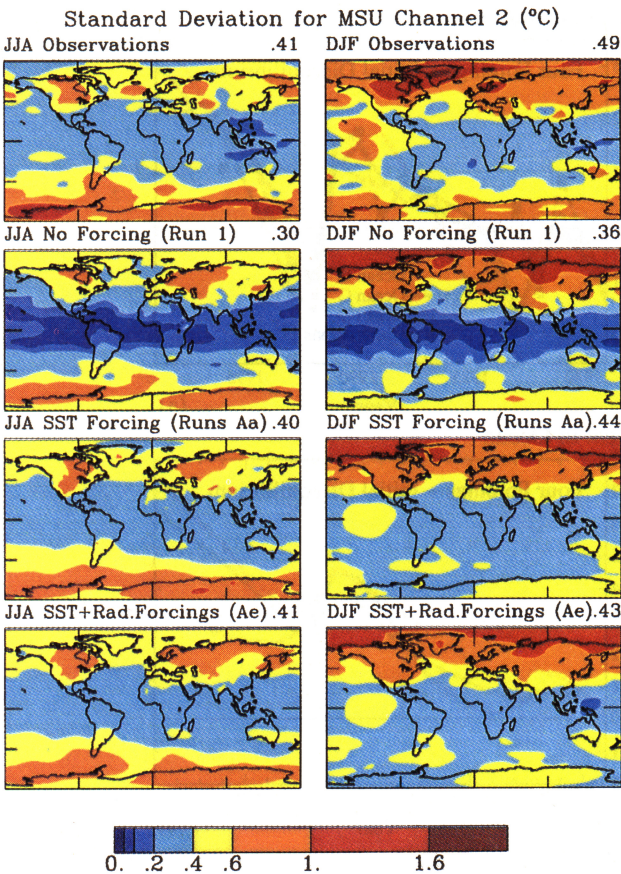 Standard Deviation for MSU Channel 2 (°C)
JJA Observations .41
DJF Observations .49
JJA No Forcing (Run 1) .30
DJF No Forcing (Run 1) .36
JJA SST Forcing (Runs Aa) .40
DJF SST Forcing (Runs Aa) .44
JJA SST+Rad.Forcings (Ae) .41
DJF SST+Rad.Forcings (Ae) .43
0. .2 .4 .6 1. 1.6